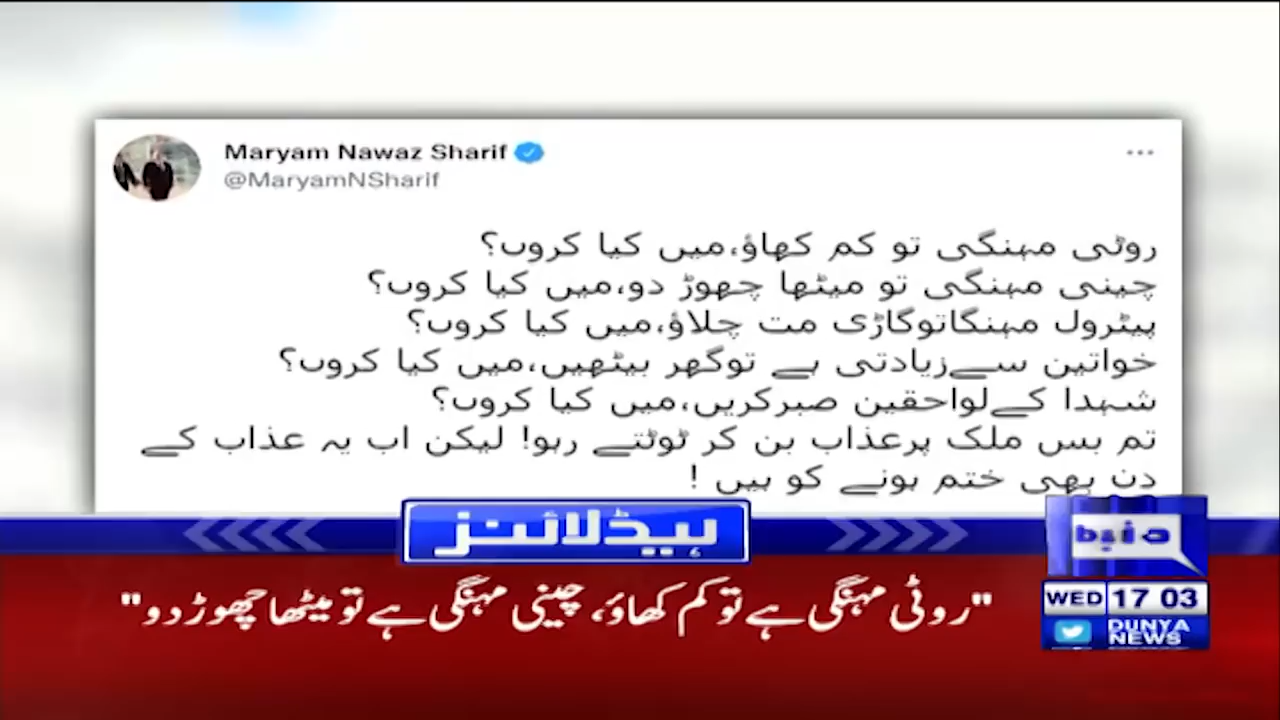 Maryam Nawaz Sharif
@MaryamNSharif
روٹی مہنگی تو کم کھاؤ،میں کیا کروں؟
چینی مہنگی تو میٹھا چھوڑ دو،میں کیا کروں؟
پیٹرول مہنگاتوگاڑی مت چلاؤ،میں کیا کروں؟
خواتین سےزیادتی ہے توگھر بیٹھیں،میں کیا کروں؟
شہدا کےلواحقین صبرکریں،میں کیا کروں؟
تم بس ملک پرعذاب بن کر ٹوٹتے رہو! لیکن اب یہ عذاب کے
دن بھی ختم ہونے کو ہیں !
ہیڈلائنز
دنیا
"روٹی مہنگی ہے تو کم کھاؤ، چینی مہنگی ہے تو میٹھا چھوڑ دو"
WED 17 03
DUNYA
NEWS